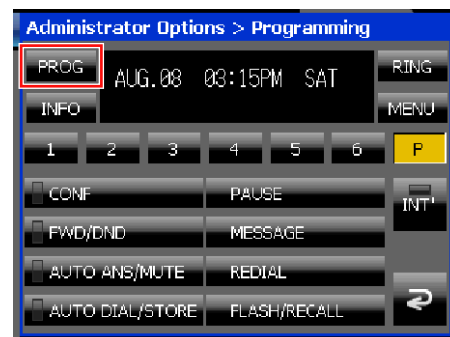 Administrator Options > Programming
PROG AUG.08 03:15PM SAT RING
INFO MENU
1 2 3 4 5 6 P
CONF PAUSE INT'
FWD/DND MESSAGE
AUTO ANS/MUTE REDIAL
AUTO DIAL/STORE FLASH/RECALL